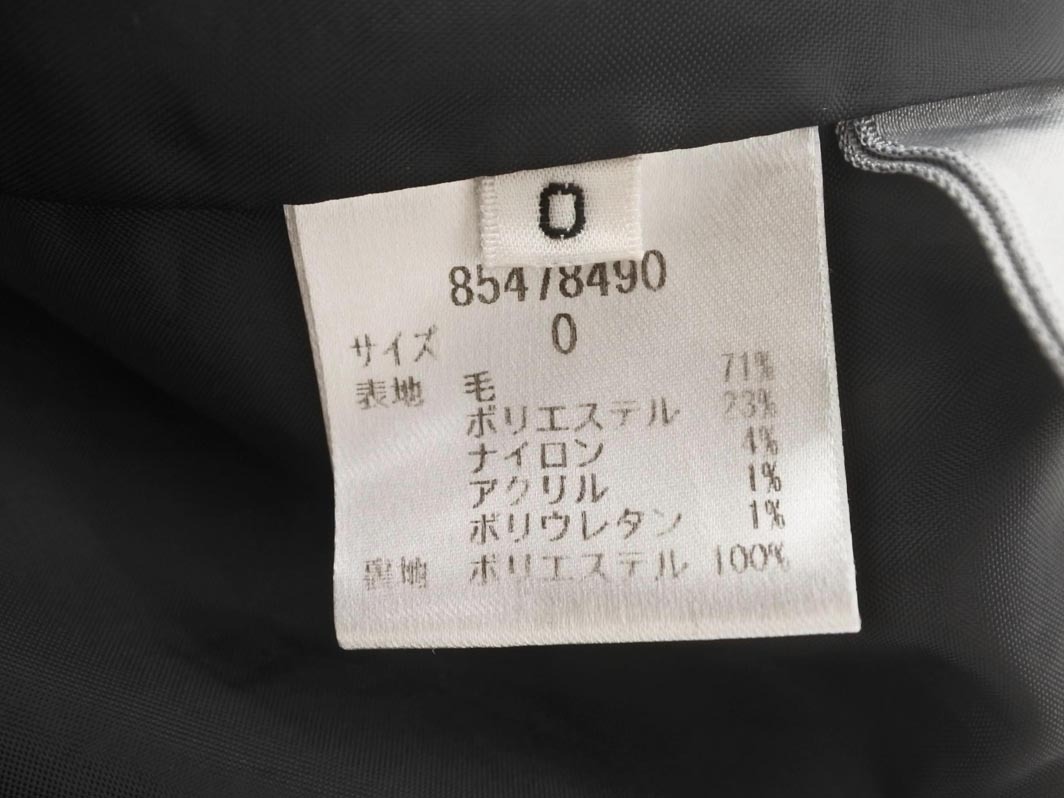 0
85478490
サイズ 0
表地 毛 71%
ポリエステル 23%
ナイロン 4%
アクリル 1%
ポリウレタン 1%
裏地 ポリエステル 100%